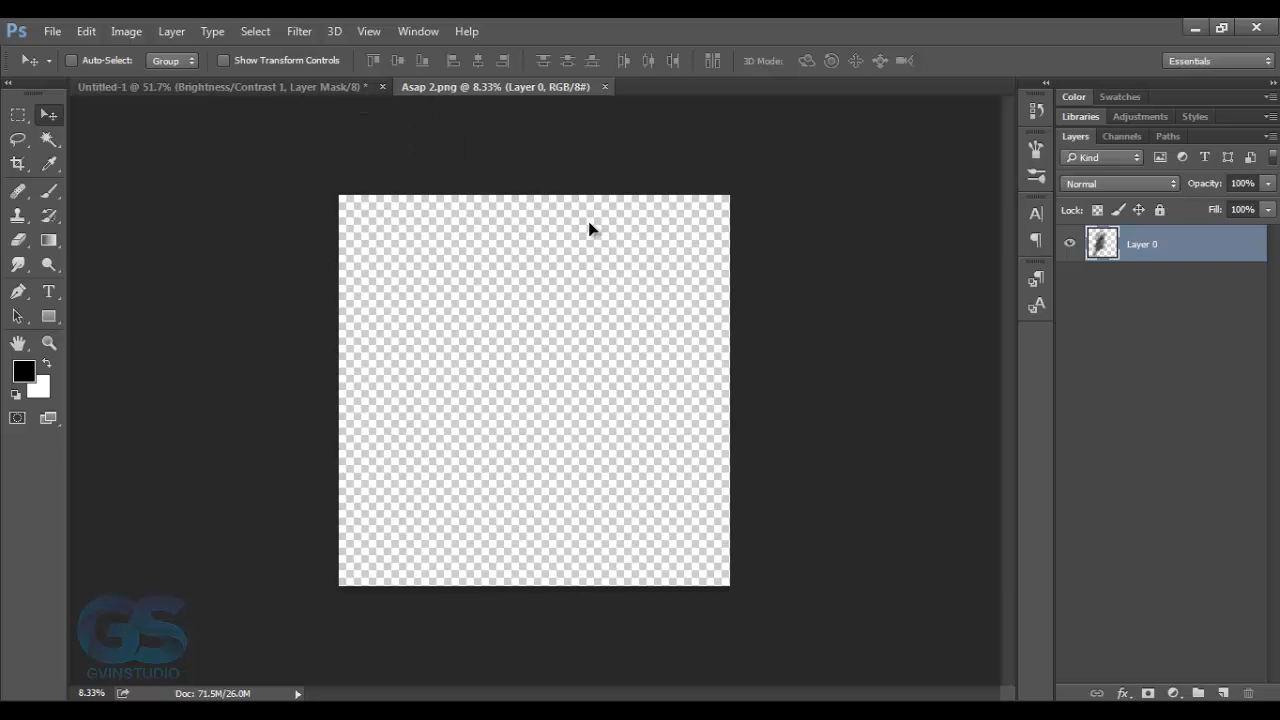 Ps File Edit Image Layer Type Select Filter 3D View Window Help
Auto-Select: Group Show Transform Controls 3D Mode: Essentials
Untitled-1 @ 51.7% (Brightness/Contrast 1, Layer Mask/8) * × Asap 2.png @ 8.33% (Layer 0, RGB/8#) ×
Color Swatches
Libraries Adjustments Styles
Layers Channels Paths
Kind
Normal Opacity: 100%
Lock: Fill: 100%
Layer 0
GS
GVINSTUDIO
8.33% Doc: 71.5M/26.0M